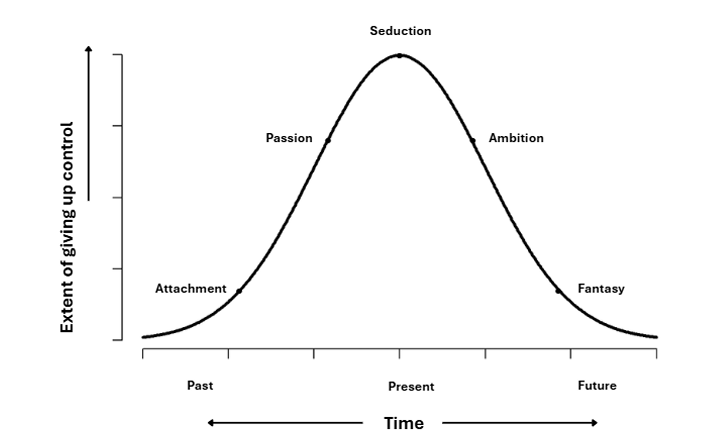 Seduction
Passion
Ambition
Extent of giving up control
Attachment
Fantasy
Past
Present
Future
Time